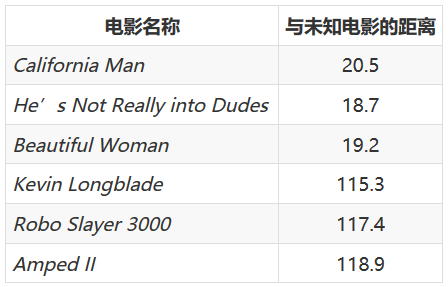 电影名称 与未知电影的距离
California Man 20.5
He’s Not Really into Dudes 18.7
Beautiful Woman 19.2
Kevin Longblade 115.3
Robo Slayer 3000 117.4
Amped II 118.9